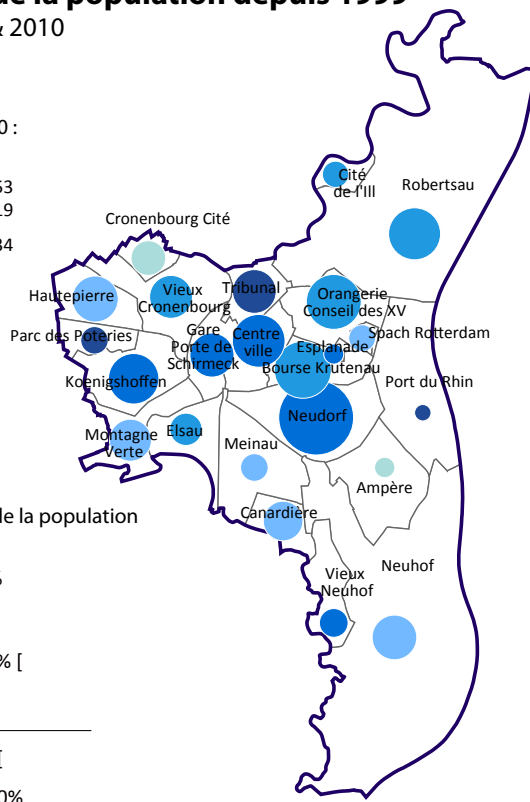 de la population depuis 1999
& 2010
0 :
53
19
34
Cité
de l'Ill
Robertsau
Cronenbourg Cité
Hautepierre
Vieux
Cronenbourg
Tribunal
Orangerie
Conseil des XV
Parc des Poteries
Gare
Porte de
Schirmeck
Centre
ville
Esplanade
Spach Rotterdam
Bourse Krutenau
Koenigshoffen
Port du Rhin
Neudorf
Montagne
Verte
Elsau
Meinau
Ampère
Canardière
de la population
Vieux
Neuhof
Neuhof
%
% [
[
0%